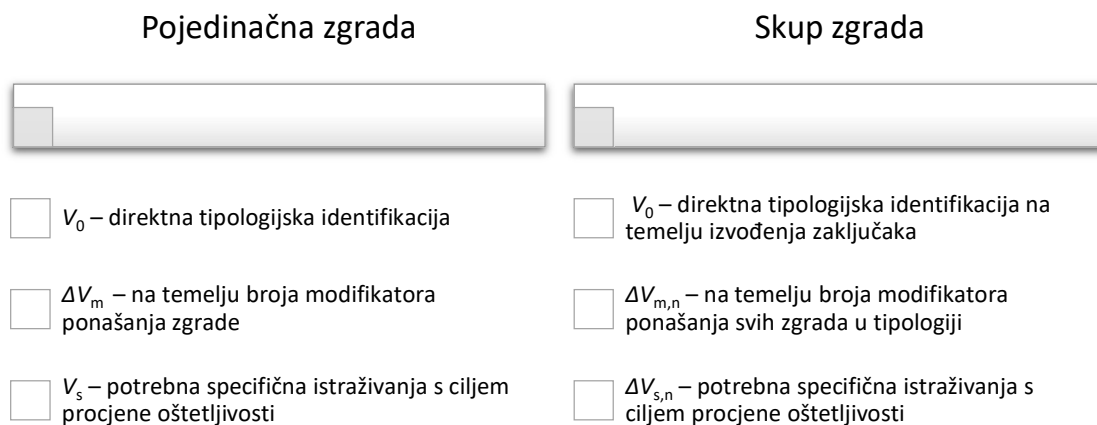 Pojedinačna zgrada
V₀ – direktna tipologijska identifikacija
ΔVₘ – na temelju broja modifikatora
ponašanja zgrade
Vₛ – potrebna specifična istraživanja s ciljem
procjene oštetljivosti
Skup zgrada
V₀ – direktna tipologijska identifikacija na
temelju izvođenja zaključaka
ΔVₘ,ₙ – na temelju broja modifikatora
ponašanja svih zgrada u tipologiji
ΔVₛ,ₙ – potrebna specifična istraživanja s
ciljem procjene oštetljivosti